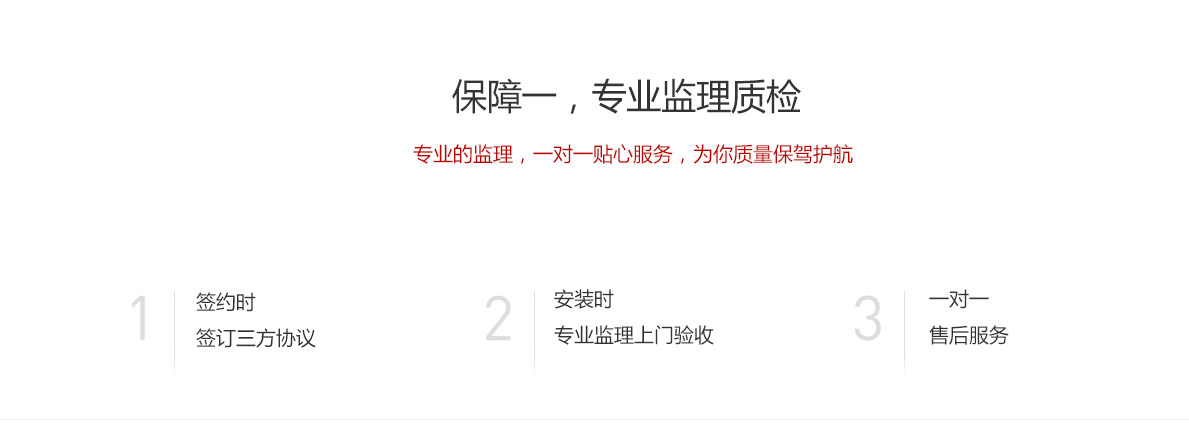 保障一，专业监理质检
专业的监理，一对一贴心服务，为你质量保驾护航
1
签约时
签订三方协议
2
安装时
专业监理上门验收
3
一对一
售后服务